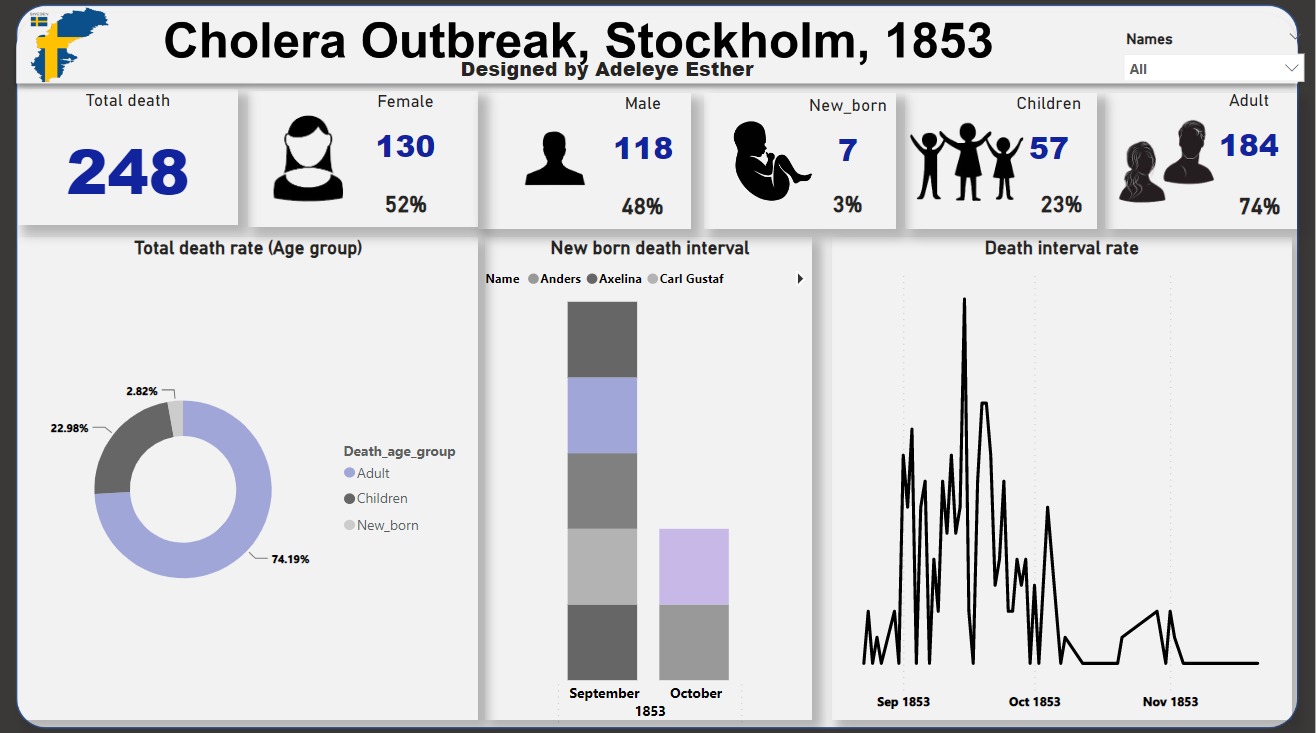 SWEDEN
Cholera Outbreak, Stockholm, 1853
Designed by Adeleye Esther
Names
All
Total death
248
Female
130
52%
Male
118
48%
New_born
7
3%
Children
57
23%
Adult
184
74%
Total death rate (Age group)
2.82%
22.98%
74.19%
Death_age_group
Adult
Children
New_born
New born death interval
Name Anders Axelina Carl Gustaf
September October
1853
Death interval rate
Sep 1853 Oct 1853 Nov 1853